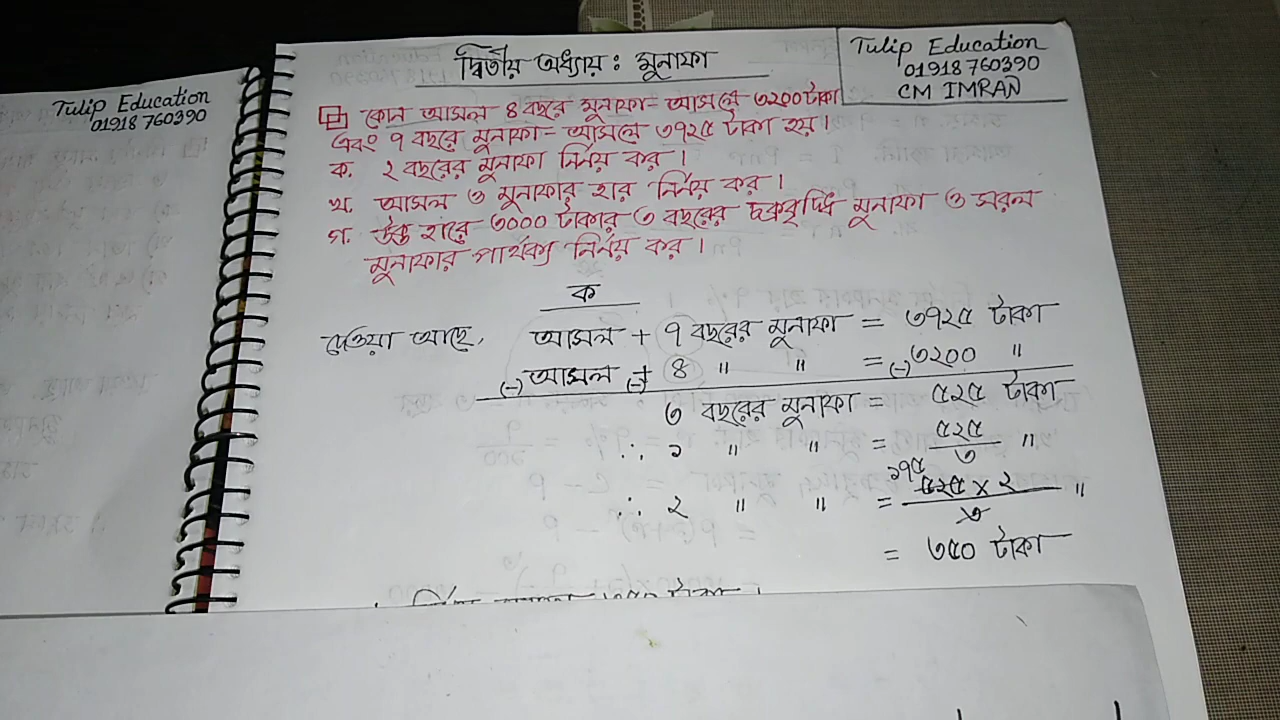 Tulip Education
01918 760390
দ্বিতীয় অধ্যায় : মুনাফা
Tulip Education
01918 760390
CM IMRAN
কোন আসল ৪ বছরে মুনাফা-আসলে ৩২০০ টাকা
এবং ৭ বছরে মুনাফা-আসলে ৩৭২৫ টাকা হয়।
ক. ২ বছরের মুনাফা নির্ণয় কর।
খ. আসল ও মুনাফার হার নির্ণয় কর।
গ. উক্ত হারে ৩০০০ টাকার ৩ বছরের চক্রবৃদ্ধি মুনাফা ও সরল
মুনাফার পার্থক্য নির্ণয় কর।
ক
দেওয়া আছে, আসল + ৭ বছরের মুনাফা = ৩৭২৫ টাকা
(-) আসল (-)+ ৪ " " = (-)৩২০০ "
৩ বছরের মুনাফা = ৫২৫ টাকা
∴ ১ " " = ৫২৫/৩ "
১৭৫
∴ ২ " " = ৫২৫ × ২/৩ "
= ৩৫০ টাকা